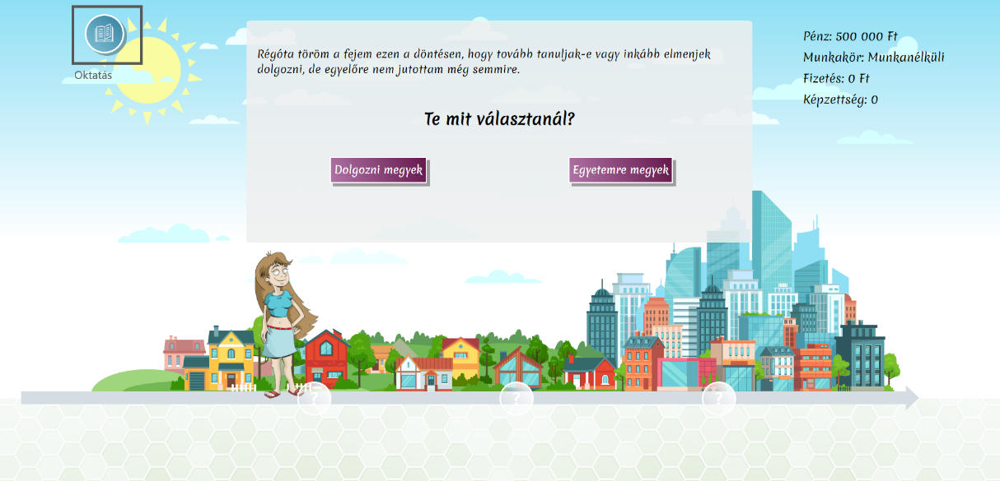 Oktatás
Régóta töröm a fejem ezen a döntésen, hogy tovább tanuljak-e vagy inkább elmenjek
dolgozni, de egyelőre nem jutottam még semmire.
Te mit választanál?
Dolgozni megyek
Egyetemre megyek
Pénz: 500 000 Ft
Munkakör: Munkanélküli
Fizetés: 0 Ft
Képzettség: 0
?
?
?